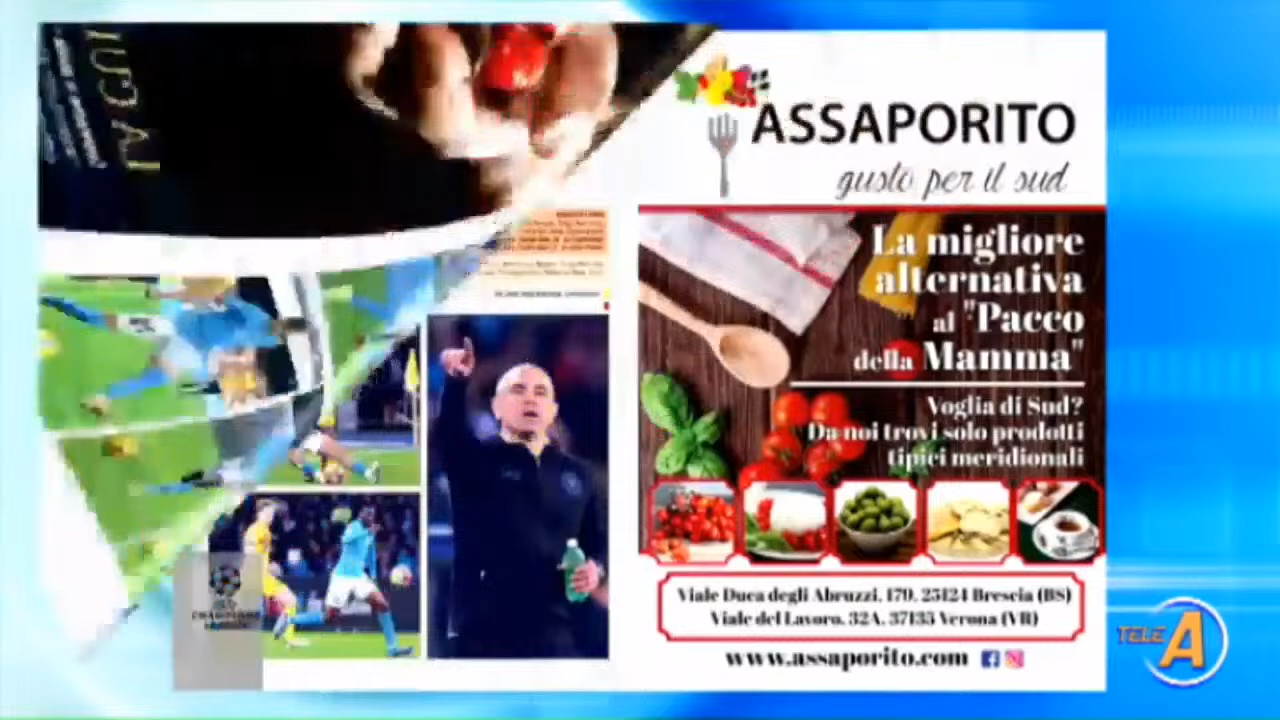 ASSAPORITO
gusto per il sud
La migliore
alternativa
al "Pacco
della Mamma"
Voglia di Sud?
Da noi trovi solo prodotti
tipici meridionali
Viale Duca degli Abruzzi, 179, 25124 Brescia (BS)
Viale del Lavoro, 32A, 37135 Verona (VR)
www.assaporito.com
CHAMPIONS
TELE A